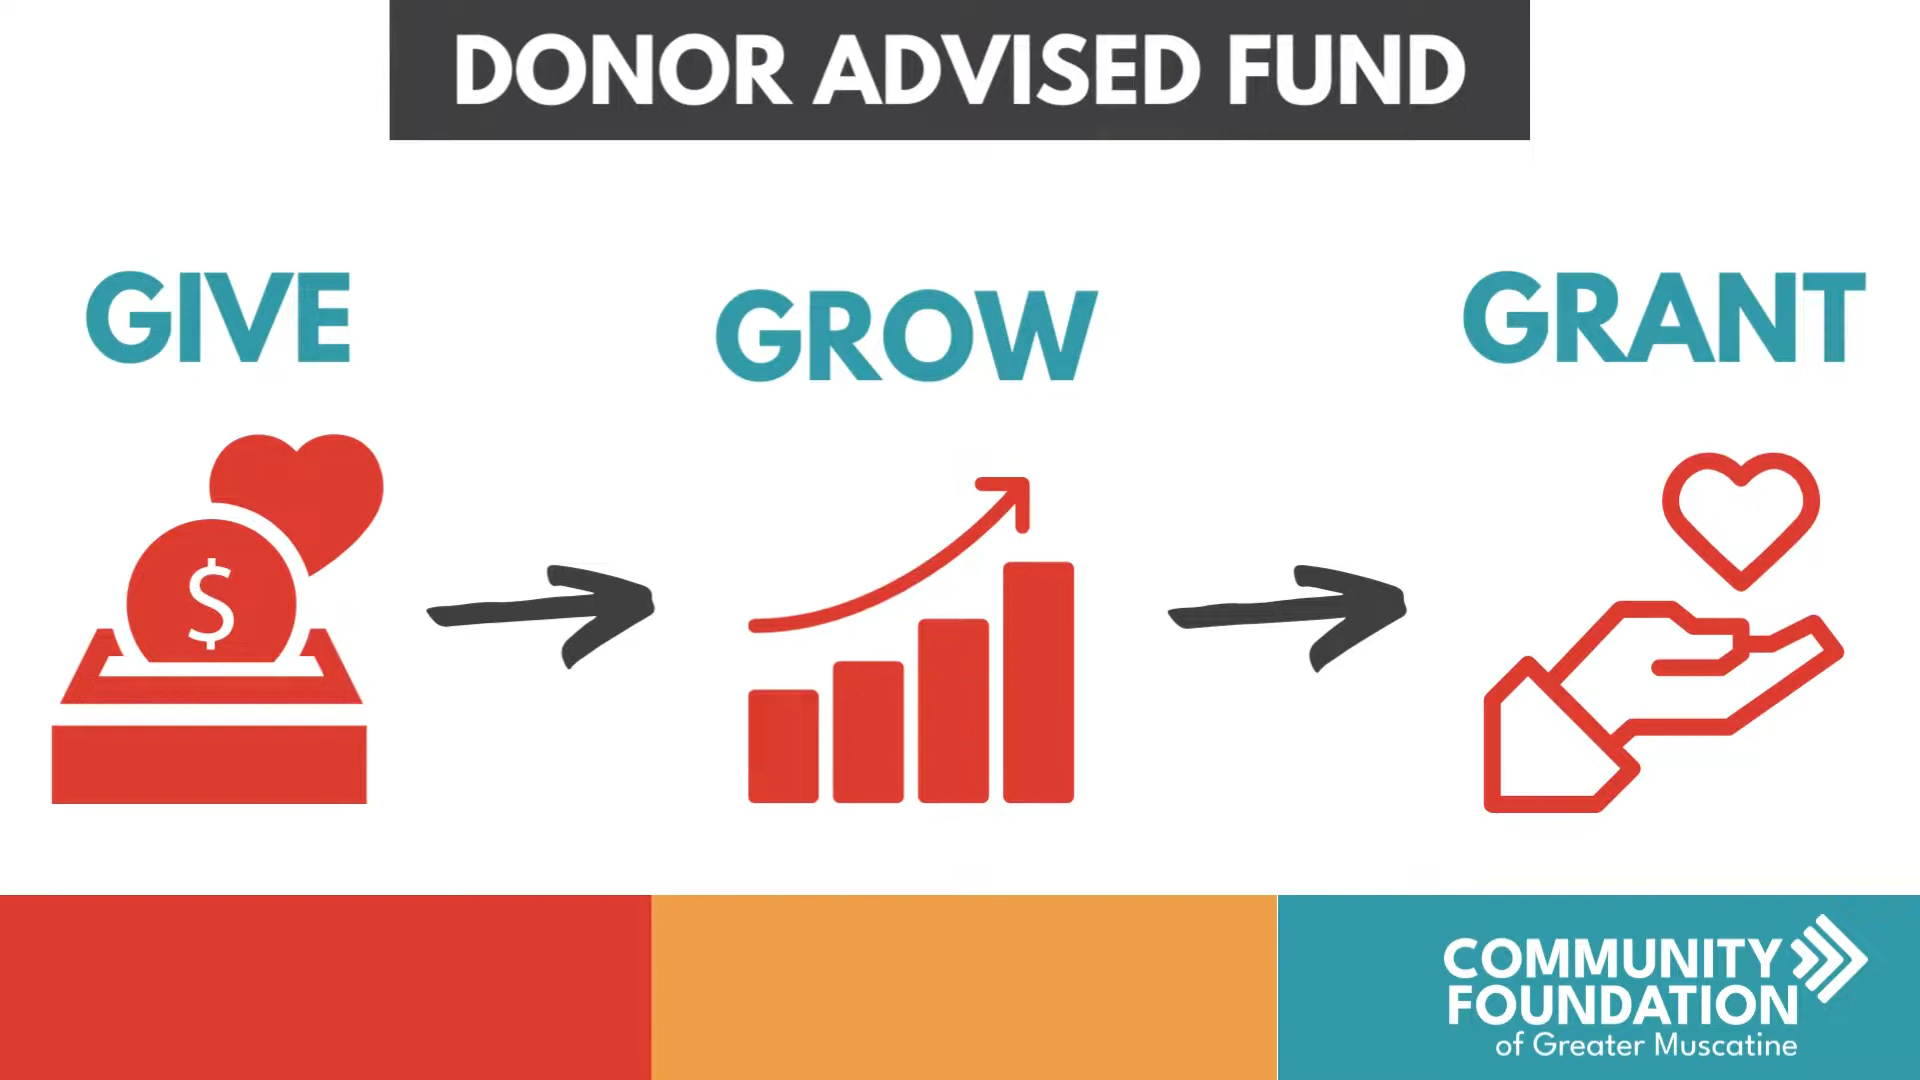 DONOR ADVISED FUND
GIVE
GROW
GRANT
$
COMMUNITY
FOUNDATION
of Greater Muscatine